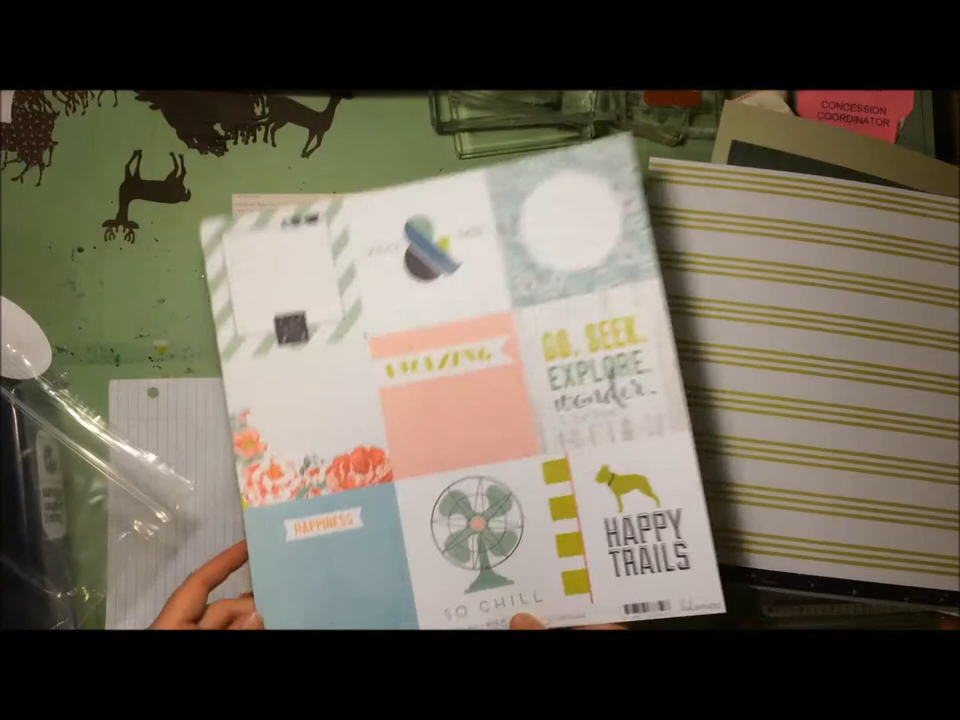 CONCESSION
COORDINATOR
&
AMAZING
GO. SEEK.
EXPLORE.
wonder.
HAPPINESS
SO CHILL
HAPPY
TRAILS